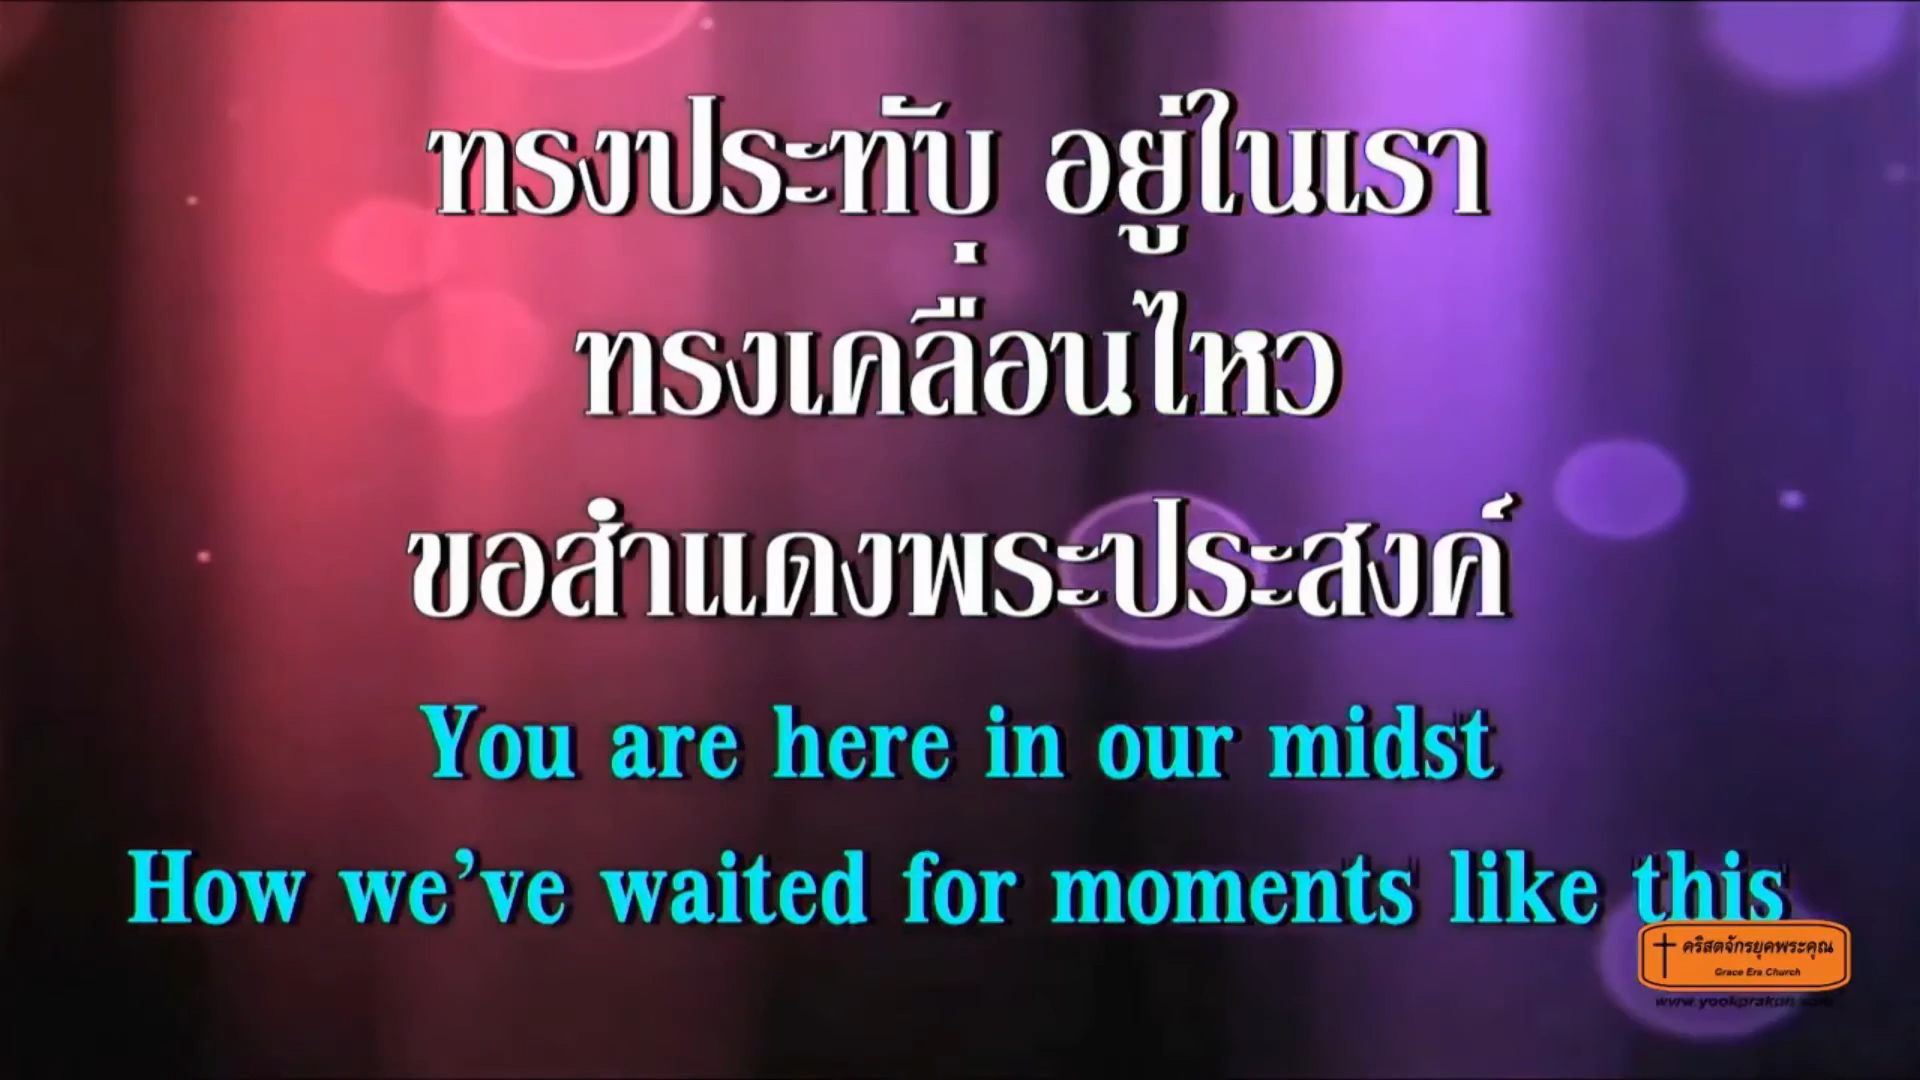 ทรงประทับ อยู่ในเรา
ทรงเคลื่อนไหว
ขอสำแดงพระประสงค์
You are here in our midst
How we've waited for moments like this
คริสตจักรยุคพระคุณ
Grace Era Church